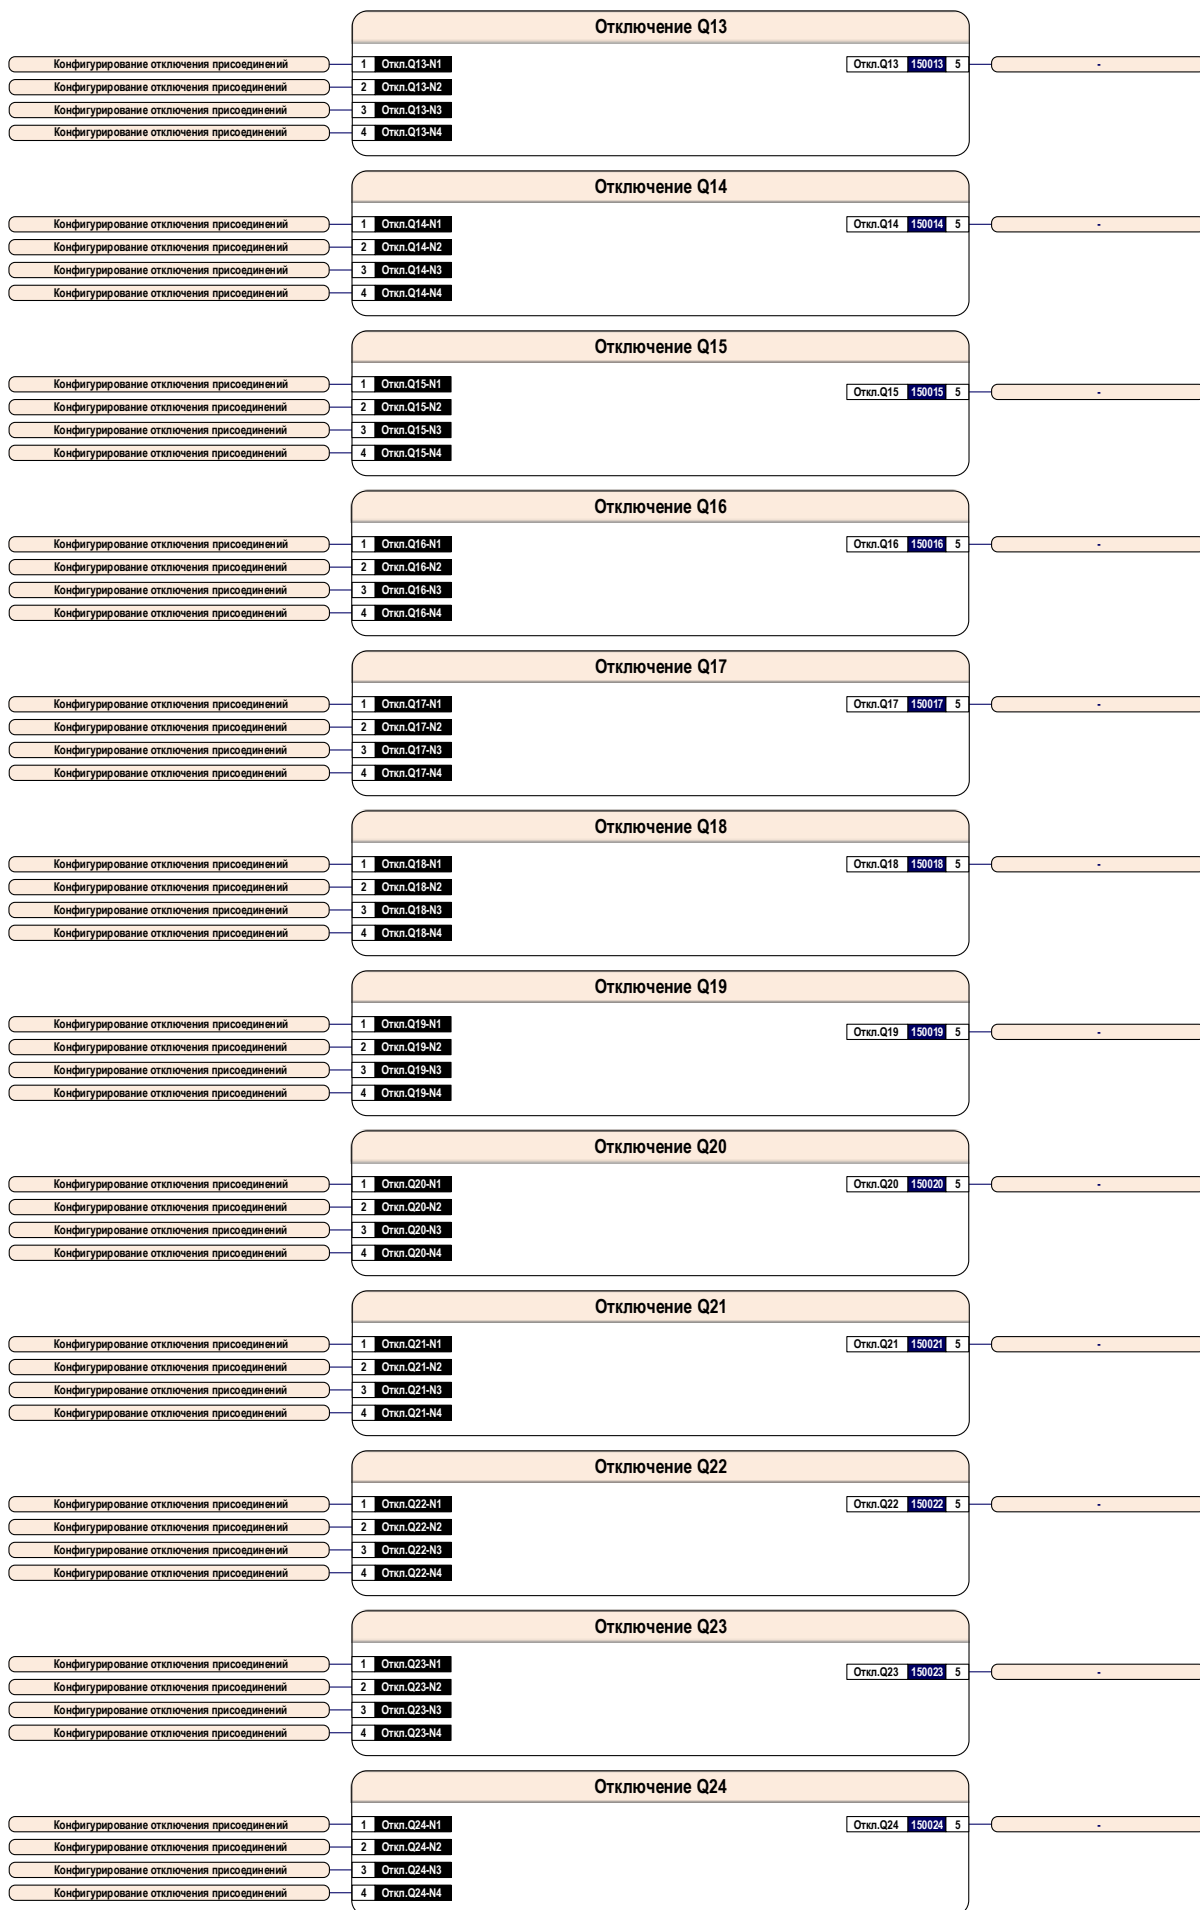 Отключение Q13
Конфигурирование отключения присоединений 1 Откл.Q13-N1 Откл.Q13 150013 5 -
Конфигурирование отключения присоединений 2 Откл.Q13-N2
Конфигурирование отключения присоединений 3 Откл.Q13-N3
Конфигурирование отключения присоединений 4 Откл.Q13-N4
Отключение Q14
Конфигурирование отключения присоединений 1 Откл.Q14-N1 Откл.Q14 150014 5 -
Конфигурирование отключения присоединений 2 Откл.Q14-N2
Конфигурирование отключения присоединений 3 Откл.Q14-N3
Конфигурирование отключения присоединений 4 Откл.Q14-N4
Отключение Q15
Конфигурирование отключения присоединений 1 Откл.Q15-N1 Откл.Q15 150015 5 -
Конфигурирование отключения присоединений 2 Откл.Q15-N2
Конфигурирование отключения присоединений 3 Откл.Q15-N3
Конфигурирование отключения присоединений 4 Откл.Q15-N4
Отключение Q16
Конфигурирование отключения присоединений 1 Откл.Q16-N1 Откл.Q16 150016 5 -
Конфигурирование отключения присоединений 2 Откл.Q16-N2
Конфигурирование отключения присоединений 3 Откл.Q16-N3
Конфигурирование отключения присоединений 4 Откл.Q16-N4
Отключение Q17
Конфигурирование отключения присоединений 1 Откл.Q17-N1 Откл.Q17 150017 5 -
Конфигурирование отключения присоединений 2 Откл.Q17-N2
Конфигурирование отключения присоединений 3 Откл.Q17-N3
Конфигурирование отключения присоединений 4 Откл.Q17-N4
Отключение Q18
Конфигурирование отключения присоединений 1 Откл.Q18-N1 Откл.Q18 150018 5 -
Конфигурирование отключения присоединений 2 Откл.Q18-N2
Конфигурирование отключения присоединений 3 Откл.Q18-N3
Конфигурирование отключения присоединений 4 Откл.Q18-N4
Отключение Q19
Конфигурирование отключения присоединений 1 Откл.Q19-N1 Откл.Q19 150019 5 -
Конфигурирование отключения присоединений 2 Откл.Q19-N2
Конфигурирование отключения присоединений 3 Откл.Q19-N3
Конфигурирование отключения присоединений 4 Откл.Q19-N4
Отключение Q20
Конфигурирование отключения присоединений 1 Откл.Q20-N1 Откл.Q20 150020 5 -
Конфигурирование отключения присоединений 2 Откл.Q20-N2
Конфигурирование отключения присоединений 3 Откл.Q20-N3
Конфигурирование отключения присоединений 4 Откл.Q20-N4
Отключение Q21
Конфигурирование отключения присоединений 1 Откл.Q21-N1 Откл.Q21 150021 5 -
Конфигурирование отключения присоединений 2 Откл.Q21-N2
Конфигурирование отключения присоединений 3 Откл.Q21-N3
Конфигурирование отключения присоединений 4 Откл.Q21-N4
Отключение Q22
Конфигурирование отключения присоединений 1 Откл.Q22-N1 Откл.Q22 150022 5 -
Конфигурирование отключения присоединений 2 Откл.Q22-N2
Конфигурирование отключения присоединений 3 Откл.Q22-N3
Конфигурирование отключения присоединений 4 Откл.Q22-N4
Отключение Q23
Конфигурирование отключения присоединений 1 Откл.Q23-N1 Откл.Q23 150023 5 -
Конфигурирование отключения присоединений 2 Откл.Q23-N2
Конфигурирование отключения присоединений 3 Откл.Q23-N3
Конфигурирование отключения присоединений 4 Откл.Q23-N4
Отключение Q24
Конфигурирование отключения присоединений 1 Откл.Q24-N1 Откл.Q24 150024 5 -
Конфигурирование отключения присоединений 2 Откл.Q24-N2
Конфигурирование отключения присоединений 3 Откл.Q24-N3
Конфигурирование отключения присоединений 4 Откл.Q24-N4